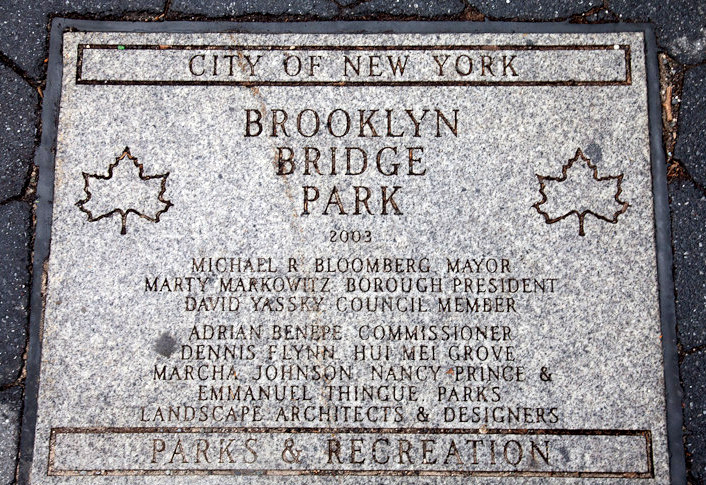 CITY OF NEW YORK
BROOKLYN
BRIDGE
PARK
2003
MICHAEL R. BLOOMBERG, MAYOR
MARTY MARKOWITZ, BOROUGH PRESIDENT
DAVID YASSKY, COUNCIL MEMBER
ADRIAN BENEPE, COMMISSIONER
DENNIS FLYNN, HUI MEI GROVE
MARCHA JOHNSON, NANCY PRINCE &
EMMANUEL THINGUE, PARKS
LANDSCAPE ARCHITECTS & DESIGNERS
PARKS & RECREATION